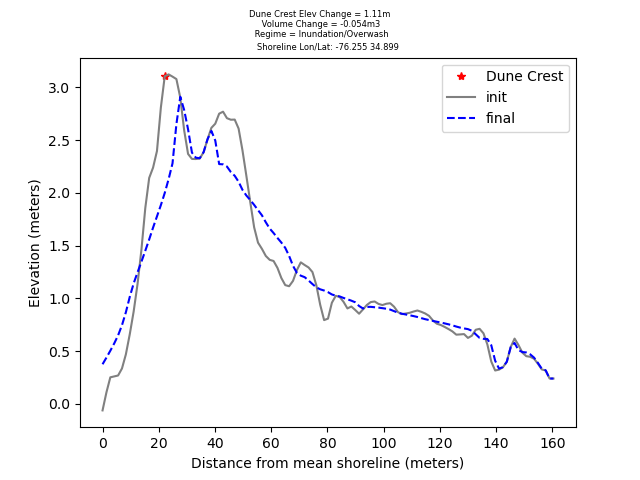 Dune Crest Elev Change = 1.11m
Volume Change = -0.054m3
Regime = Inundation/Overwash
Shoreline Lon/Lat: -76.255 34.899
Dune Crest
init
final
Elevation (meters)
3.0
2.5
2.0
1.5
1.0
0.5
0.0
0 20 40 60 80 100 120 140 160
Distance from mean shoreline (meters)